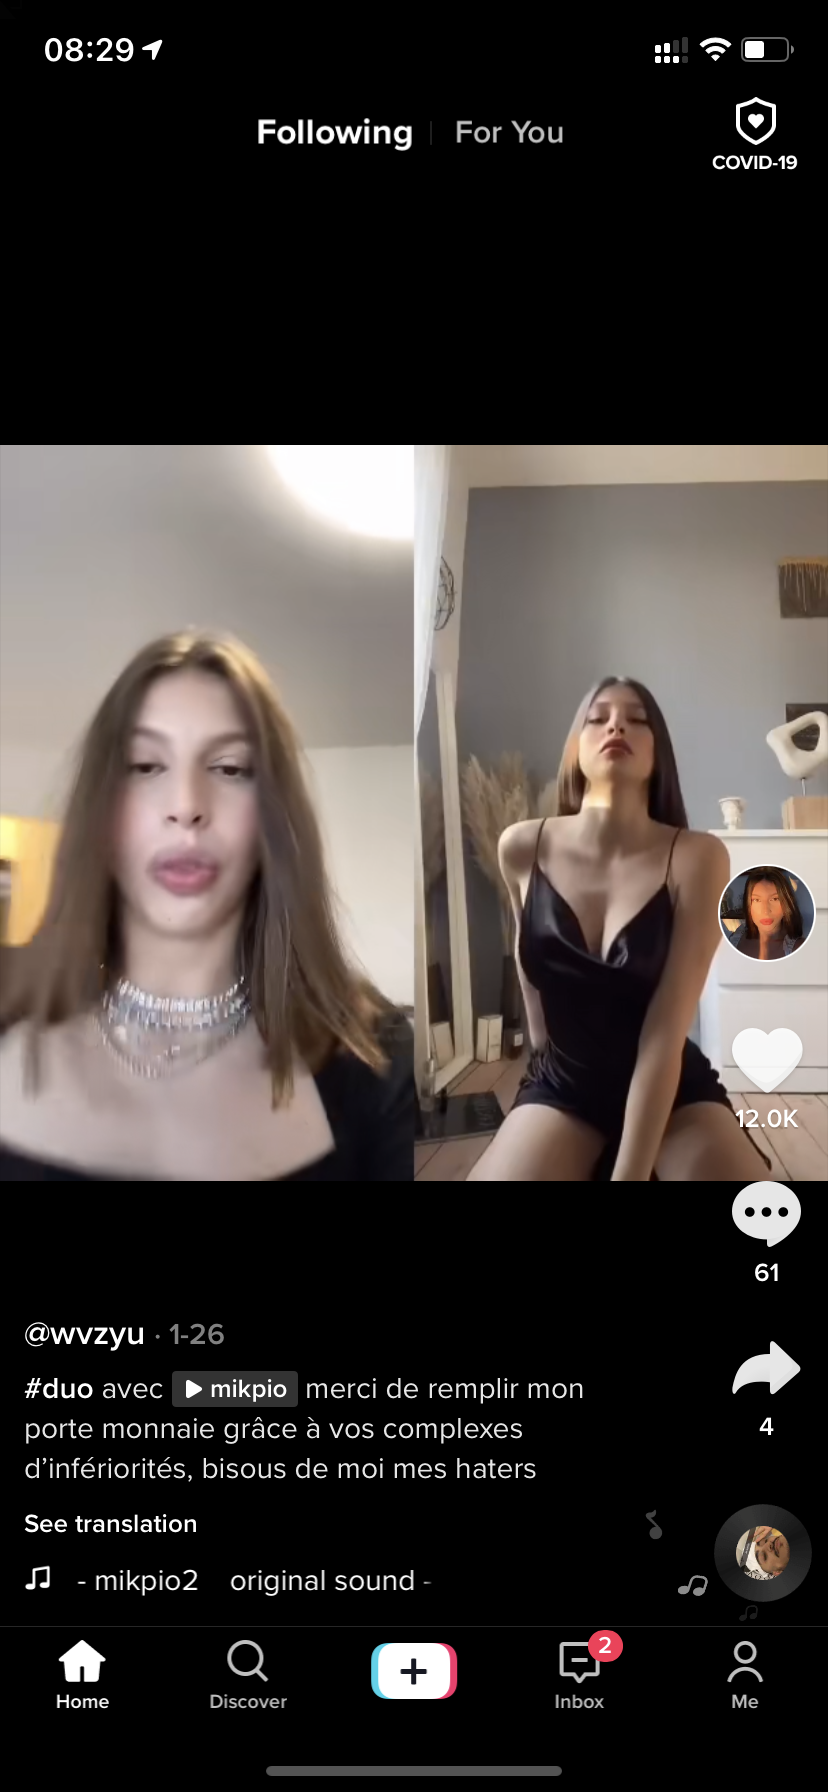 08:29
Following
For You
COVID-19
12.0K
61
@wvzyu · 1-26
#duo avec mikpio merci de remplir mon
porte monnaie grâce à vos complexes
d'infériorités, bisous de moi mes haters
4
See translation
- mikpio2 original sound -
2
Home
Discover
Inbox
Me